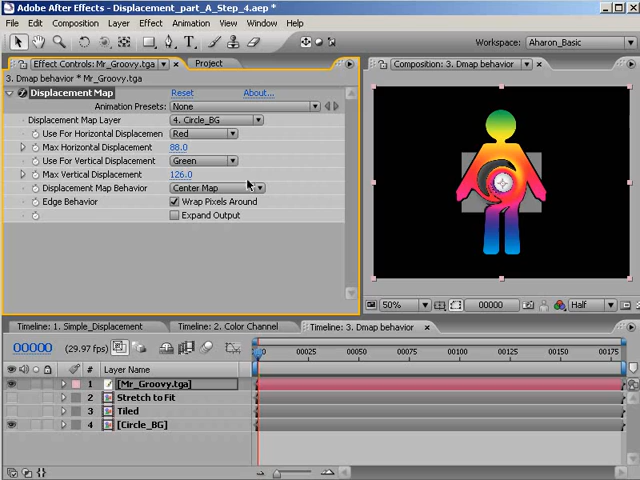 Adobe After Effects - Displacement_part_A_Step_4.aep *
File Edit Composition Layer Effect Animation View Window Help
Workspace: Aharon_Basic
Effect Controls: Mr_Groovy.tga Project Composition: 3. Dmap behavior
3. Dmap behavior * Mr_Groovy.tga
Displacement Map Reset About...
Animation Presets: None
Displacement Map Layer 4. Circle_BG
Use For Horizontal Displacemen Red
Max Horizontal Displacement 88.0
Use For Vertical Displacement Green
Max Vertical Displacement 126.0
Displacement Map Behavior Center Map
Edge Behavior Wrap Pixels Around
Expand Output
50% 00000 Half
Timeline: 1. Simple_Displacement Timeline: 2. Color Channel Timeline: 3. Dmap behavior
00000 (29.97 fps) 00025 00050 00075 00100 00125 00150 00175
# Layer Name
1 [Mr_Groovy.tga]
2 Stretch to Fit
3 Tiled
4 [Circle_BG]